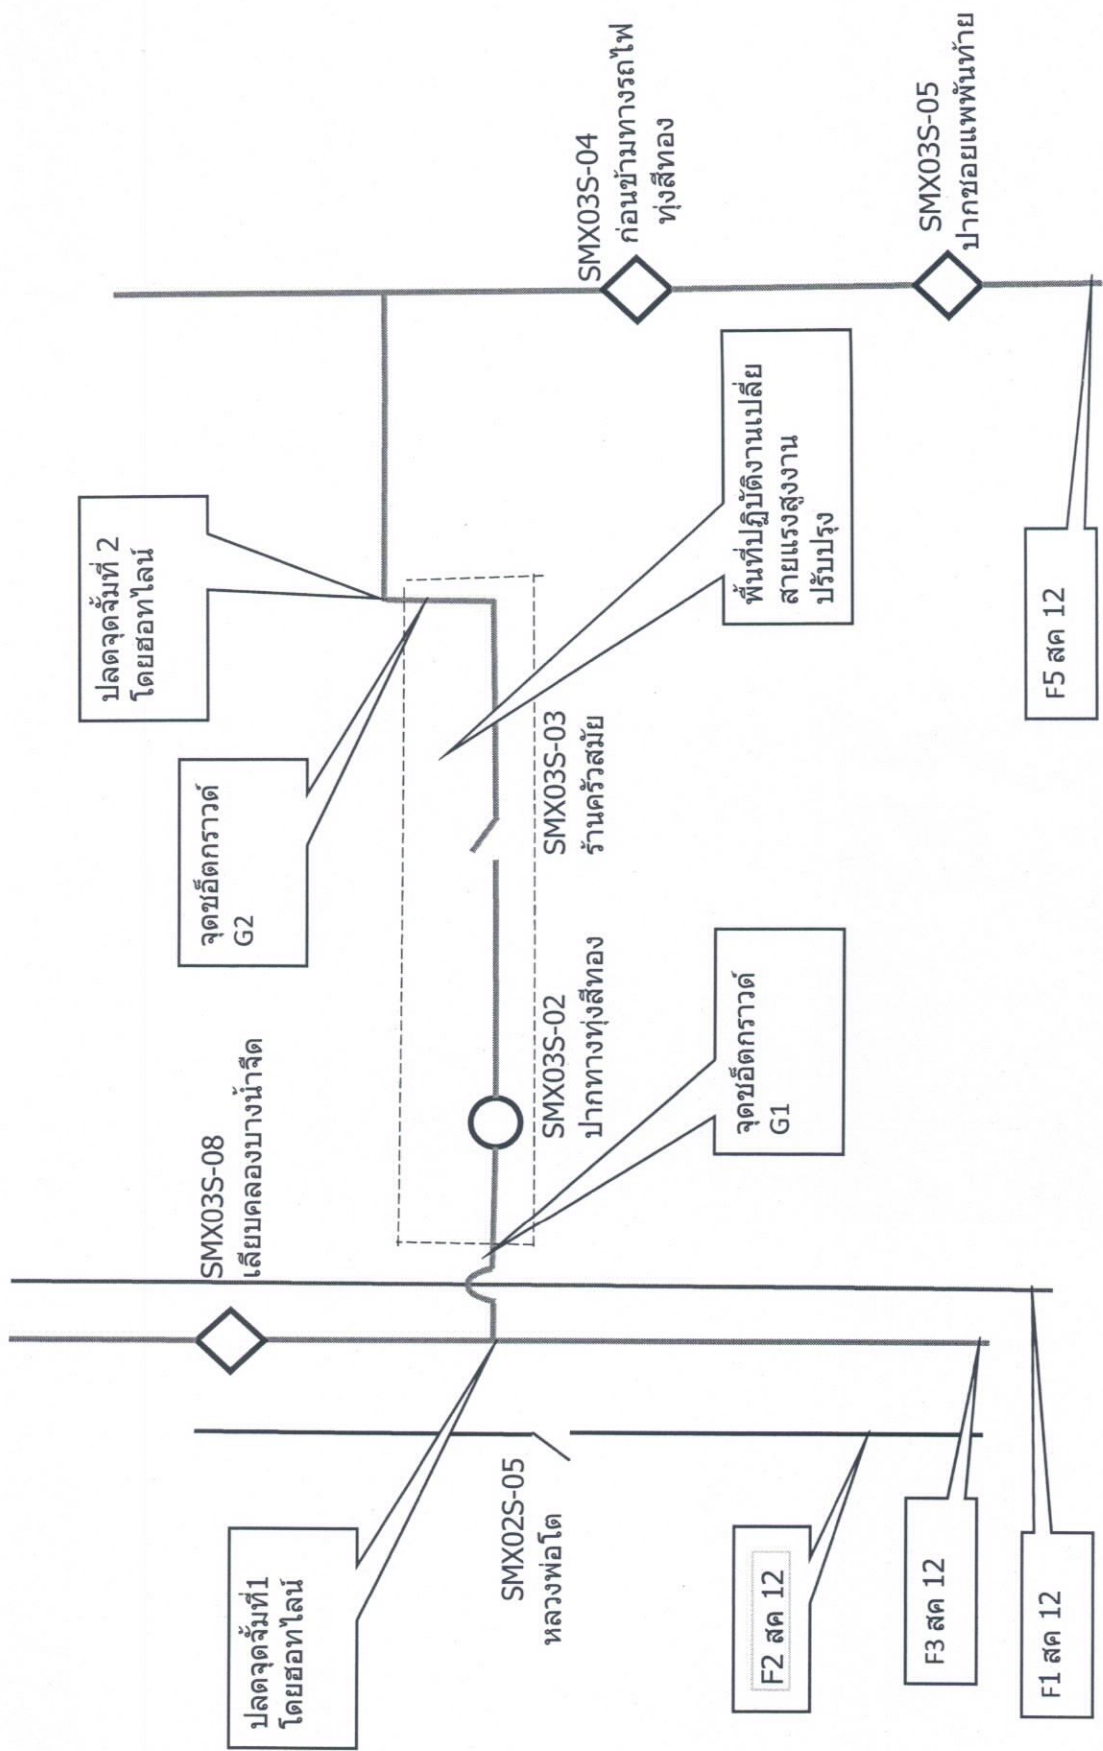 SMX03S-04
ก่อนข้ามทางรถไฟ
ทุ่งสีทอง
SMX03S-05
ปากซอยแพพันท้าย
ปลดจุดจั้มที่ 2
โดยฮอทไลน์
พื้นที่ปฏิบัติงานเปลี่ย
สายแรงสูงงาน
ปรับปรุง
F5 สค 12
จุดชอ็ตกราวด์
G2
SMX03S-03
ร้านครัวสมัย
SMX03S-02
ปากทางทุ่งสีทอง
จุดชอ็ตกราวด์
G1
SMX03S-08
เลียบคลองบางน้ำจืด
ปลดจุดจั้มที่1
โดยฮอทไลน์
SMX02S-05
หลวงพ่อโต
F2 สค 12
F3 สค 12
F1 สค 12